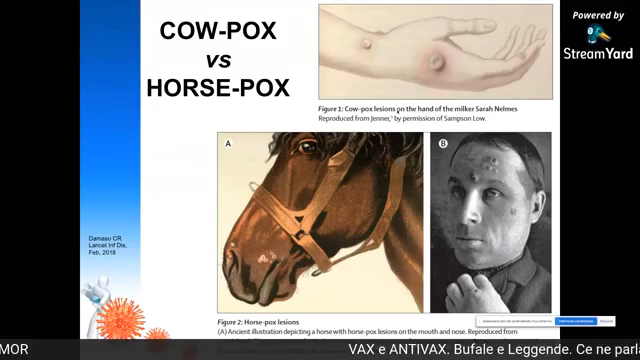 COW-POX
vs
HORSE-POX
Powered by
StreamYard
Figure 1: Cow-pox lesions on the hand of the milker Sarah Nelmes
Reproduced from Jenner,¹ by permission of Sampson Low.
A
B
Damaso CR
Lancet Inf Dis.
Feb, 2018
Figure 2: Horse-pox lesions
(A) Ancient illustration depicting a horse with horse-pox lesions on the mouth and nose. Reproduced from
MOR
VAX e ANTIVAX. Bufale e Leggende. Ce ne parla